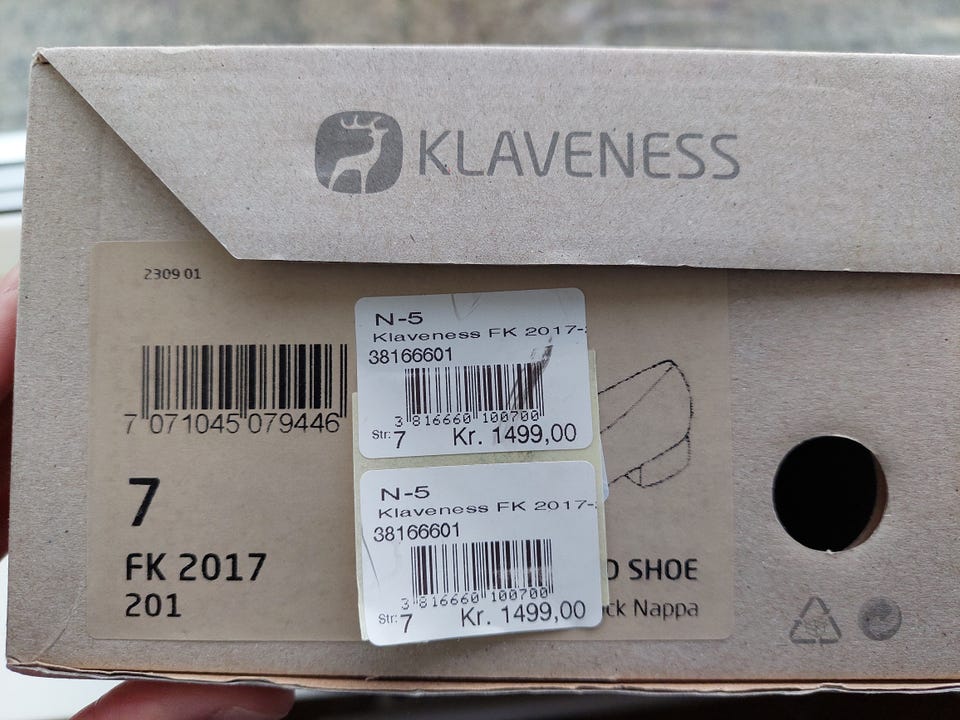 KLAVENESS
2309 01
7 071045 079446
7
FK 2017
201
N-5
Klaveness FK 2017-
38166601
3 816660 100700
Str: 7 Kr. 1499,00
N-5
Klaveness FK 2017-
38166601
3 816660 100700
Str: 7 Kr. 1499,00
SHOE
Nappa